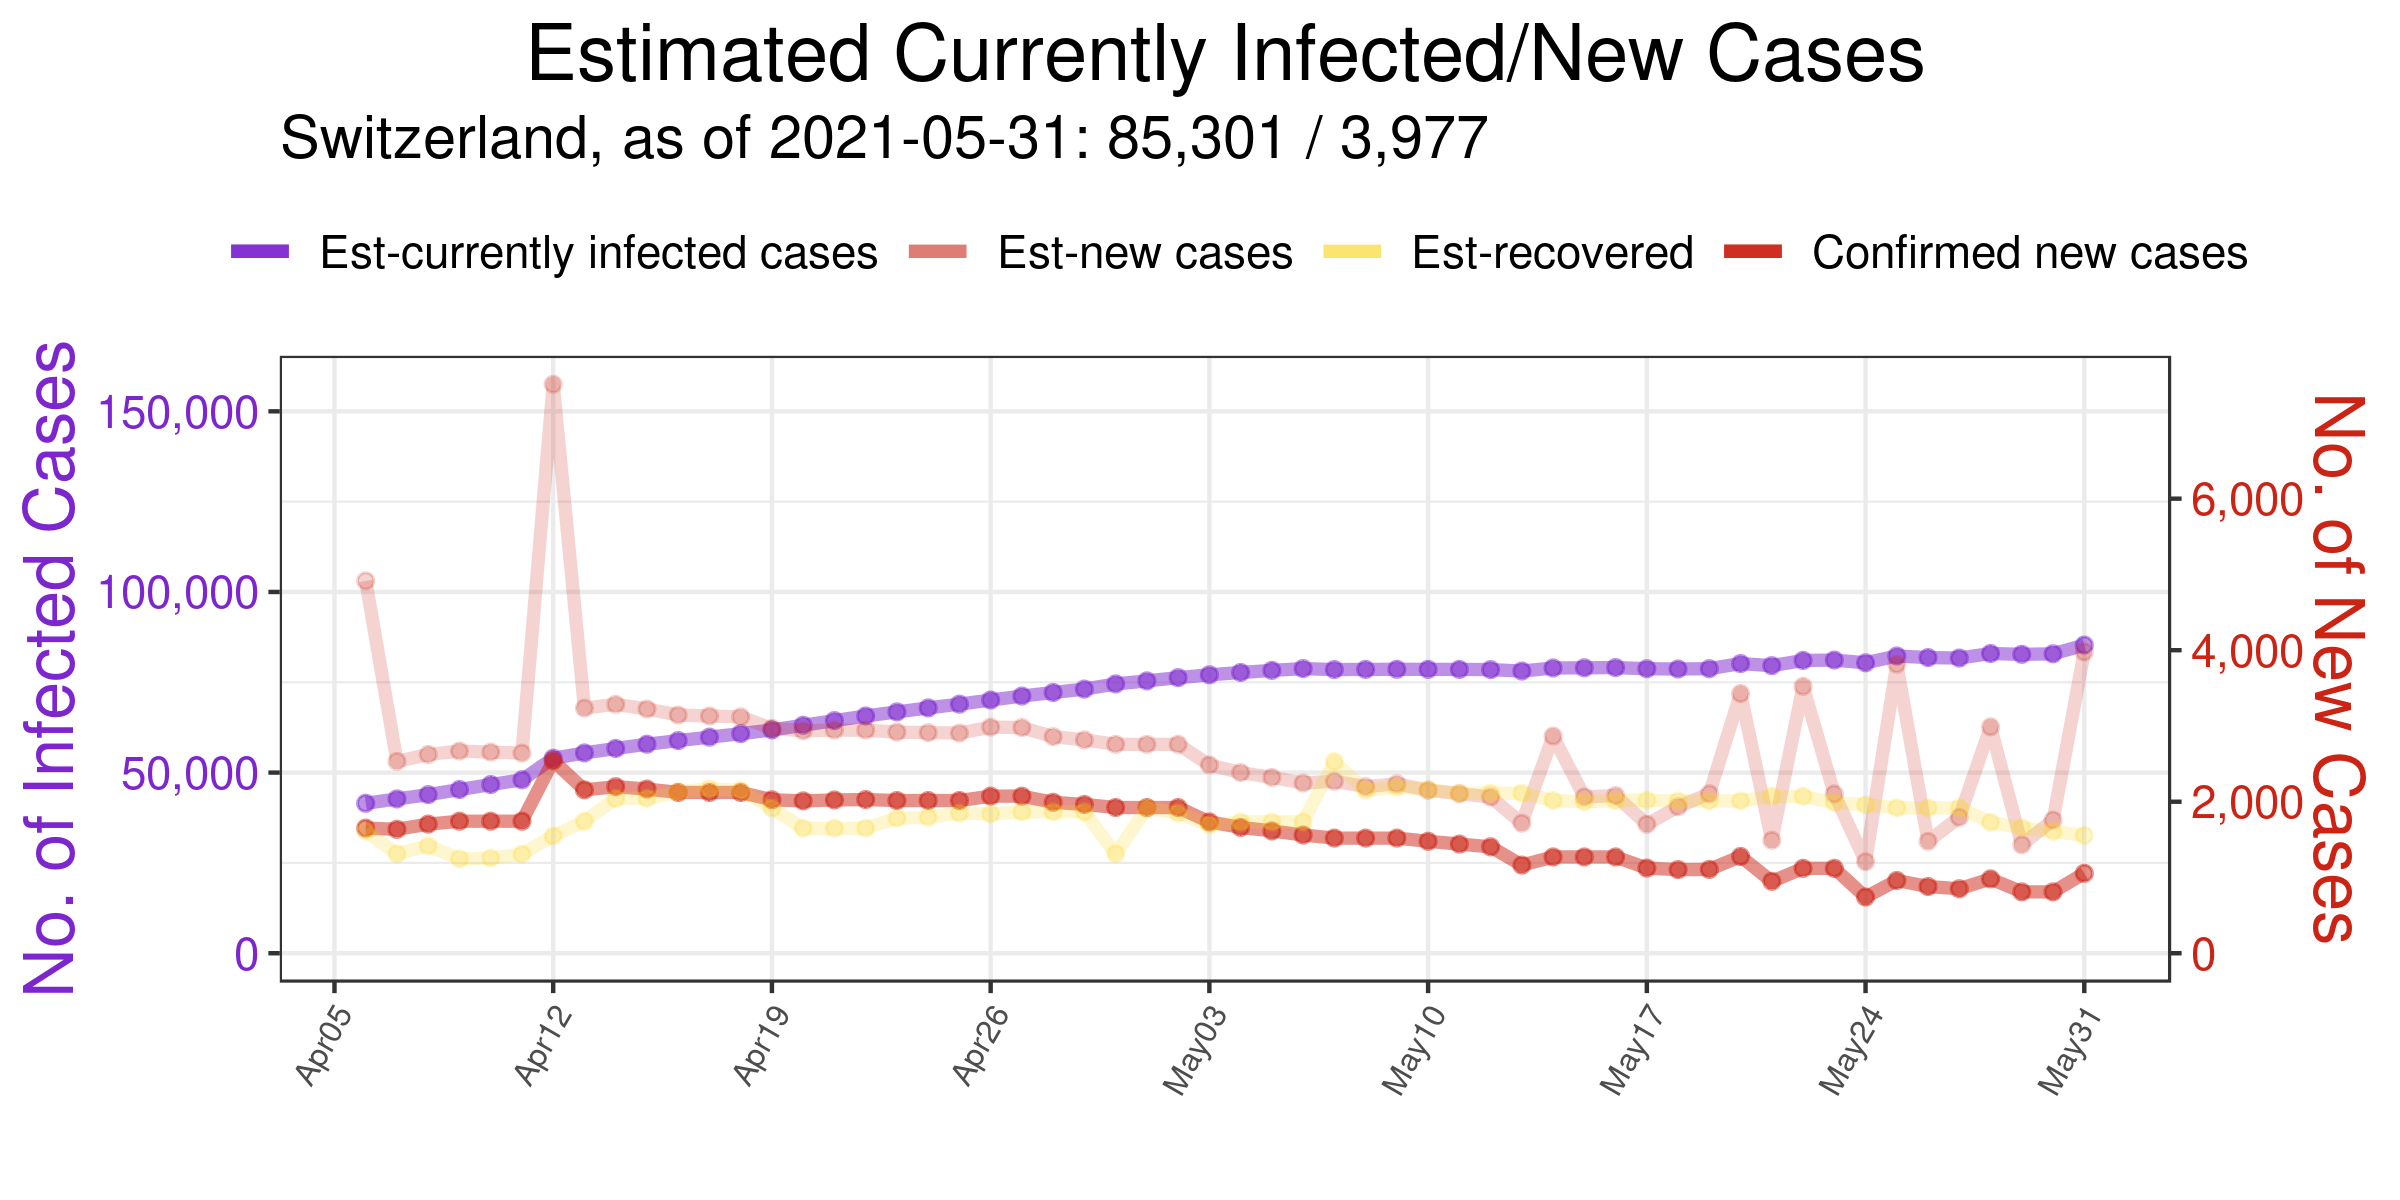 Estimated Currently Infected/New Cases
Switzerland, as of 2021-05-31: 85,301 / 3,977
Est-currently infected cases Est-new cases Est-recovered Confirmed new cases
No. of Infected Cases
150,000
100,000
50,000
0
No. of New Cases
6,000
4,000
2,000
0
Apr05 Apr12 Apr19 Apr26 May03 May10 May17 May24 May31